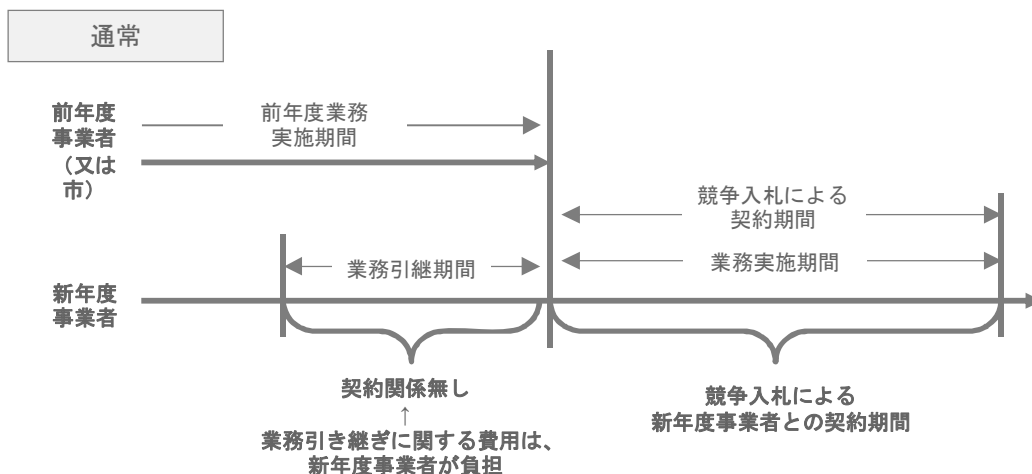 通常
前年度
事業者
（又は
市）
前年度業務
実施期間
競争入札による
契約期間
業務引継期間
業務実施期間
新年度
事業者
契約関係無し
↑
業務引き継ぎに関する費用は、
新年度事業者が負担
競争入札による
新年度事業者との契約期間